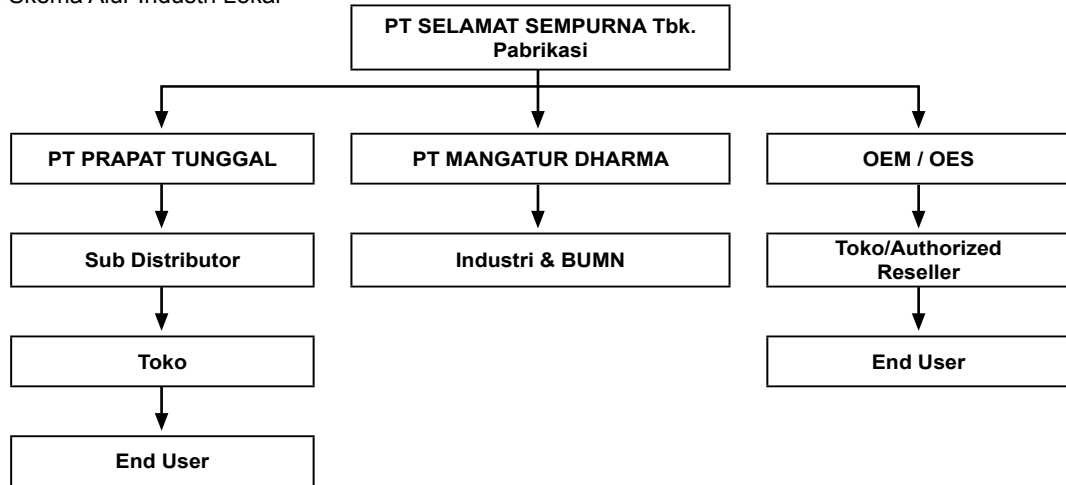 Skema Alur Industri Lokal
PT SELAMAT SEMPURNA Tbk.
Pabrikasi
PT PRAPAT TUNGGAL
PT MANGATUR DHARMA
OEM / OES
Sub Distributor
Industri & BUMN
Toko/Authorized
Reseller
Toko
End User
End User